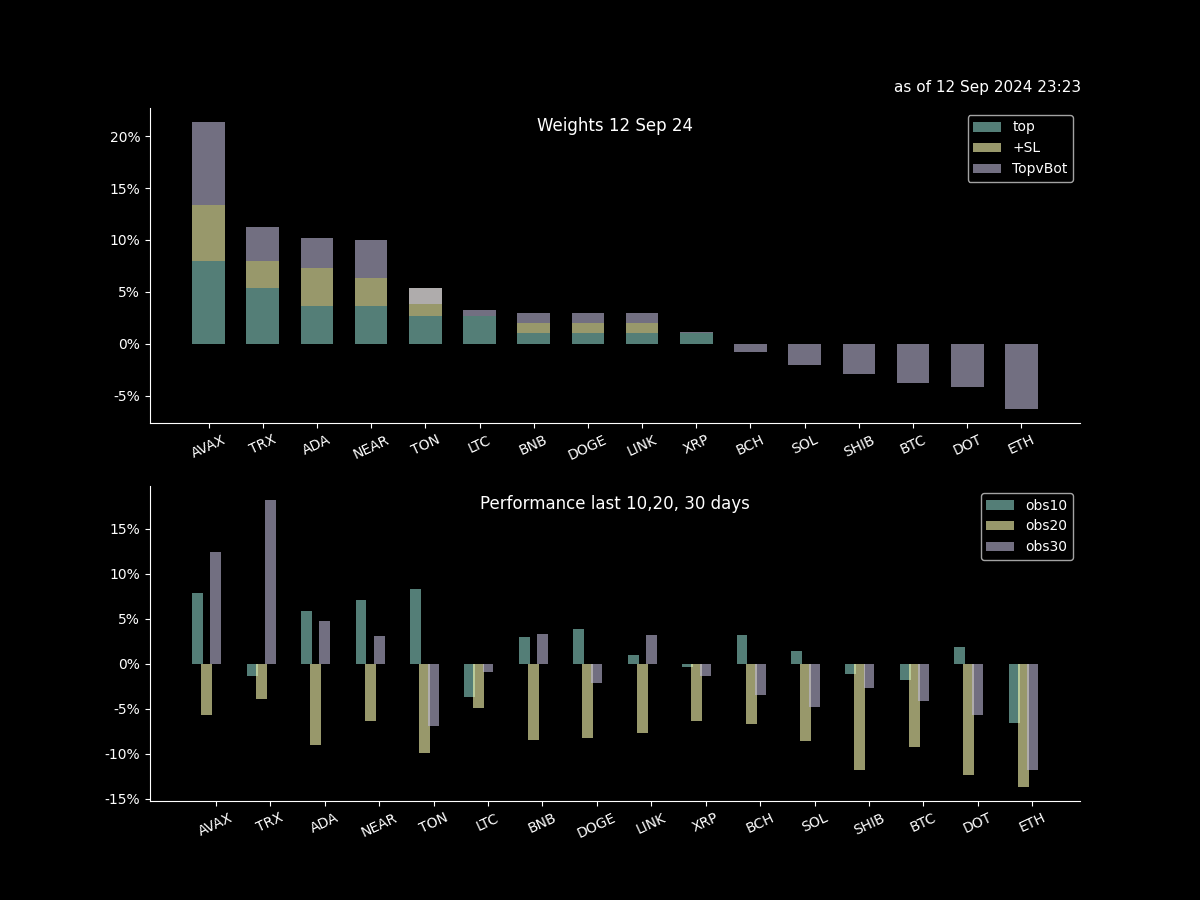 as of 12 Sep 2024 23:23
Weights 12 Sep 24
top
+SL
TopvBot
20%
15%
10%
5%
0%
-5%
AVAX TRX ADA NEAR TON LTC BNB DOGE LINK XRP BCH SOL SHIB BTC DOT ETH
Performance last 10,20, 30 days
obs10
obs20
obs30
15%
10%
5%
0%
-5%
-10%
-15%
AVAX TRX ADA NEAR TON LTC BNB DOGE LINK XRP BCH SOL SHIB BTC DOT ETH